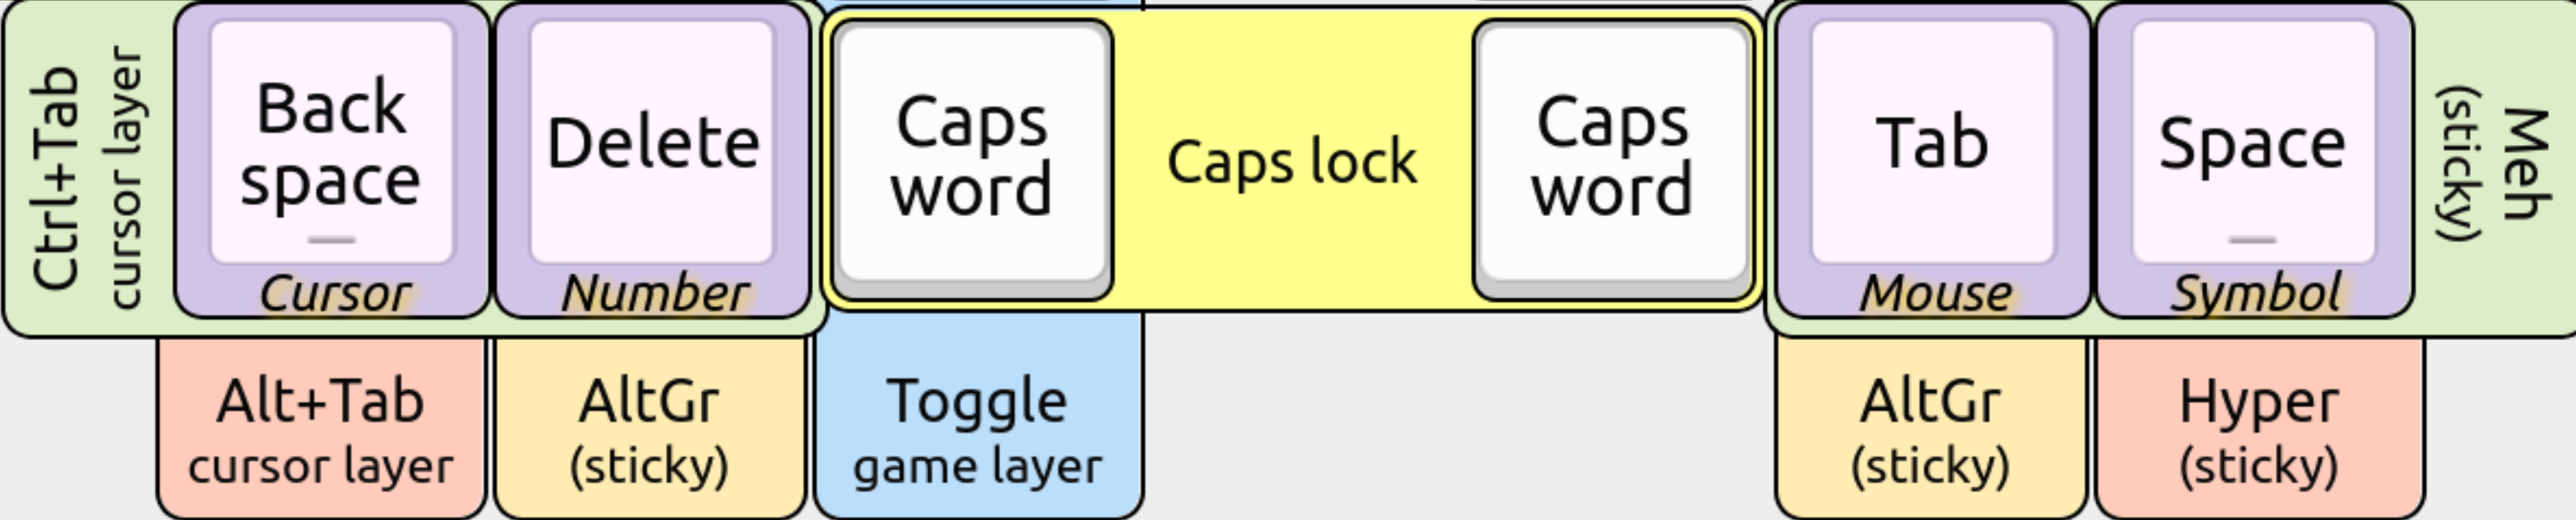 Ctrl+Tab
cursor layer
Back
space
Cursor
Delete
Number
Caps
word
Caps lock
Caps
word
Tab
Mouse
Space
Symbol
Meh
(sticky)
Alt+Tab
cursor layer
AltGr
(sticky)
Toggle
game layer
AltGr
(sticky)
Hyper
(sticky)